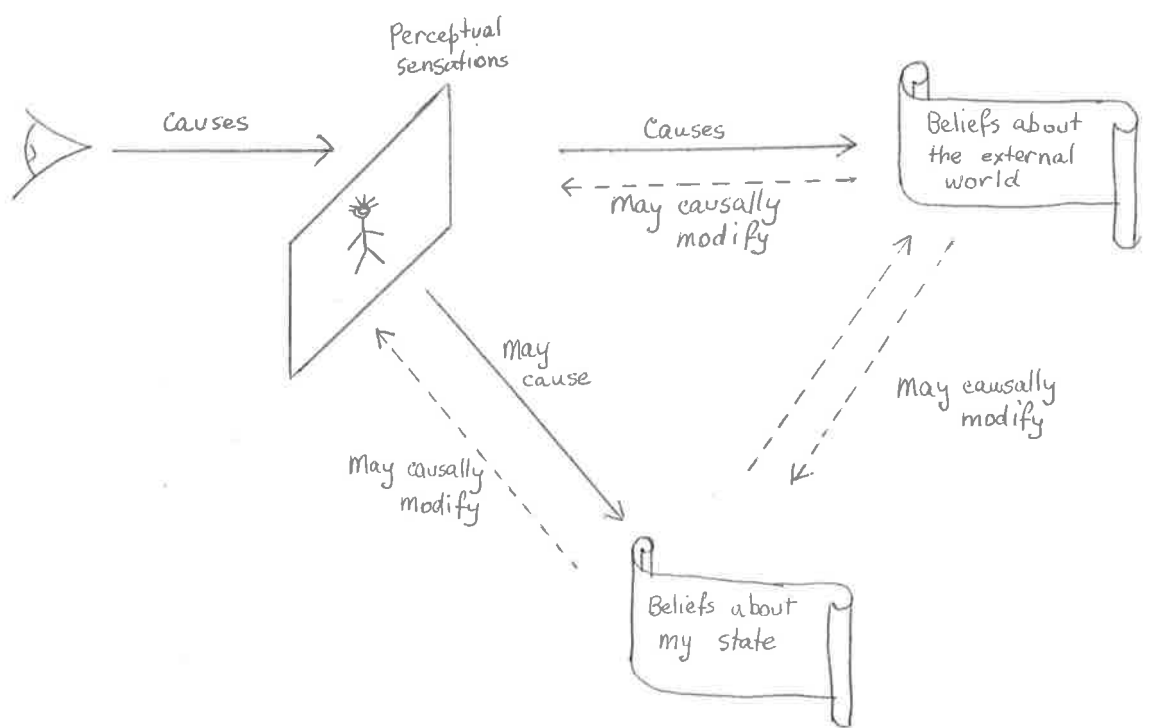 Perceptual
sensations
Causes
Causes
May causally
modify
Beliefs about
the external
world
May
cause
May causally
modify
May causally
modify
Beliefs about
my state